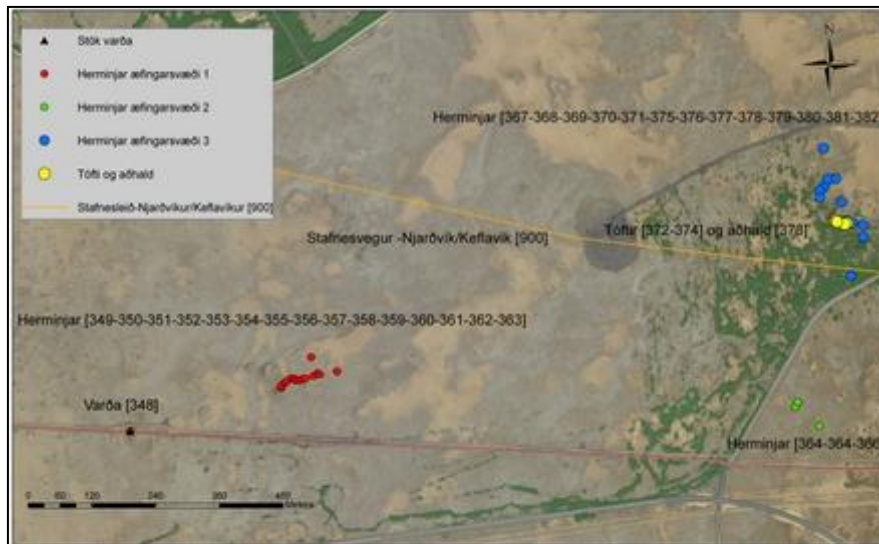 Stök varða
Herminjar æfingarsvæði 1
Herminjar æfingarsvæði 2
Herminjar æfingarsvæði 3
Tóftir og aðhald
Stafnesleið-Njarðvíkur/Keflavíkur [900]
N
Herminjar [367-368-369-370-371-375-376-377-378-379-380-381-382
Stafnesvegur -Njarðvík/Keflavík [900]
Tóftir [372-374] og aðhald [378]
Herminjar [349-350-351-352-353-354-355-356-357-358-359-360-361-362-363]
Varða [348]
Herminjar [364-364-366
0 60 120 240 360 480
Metrar